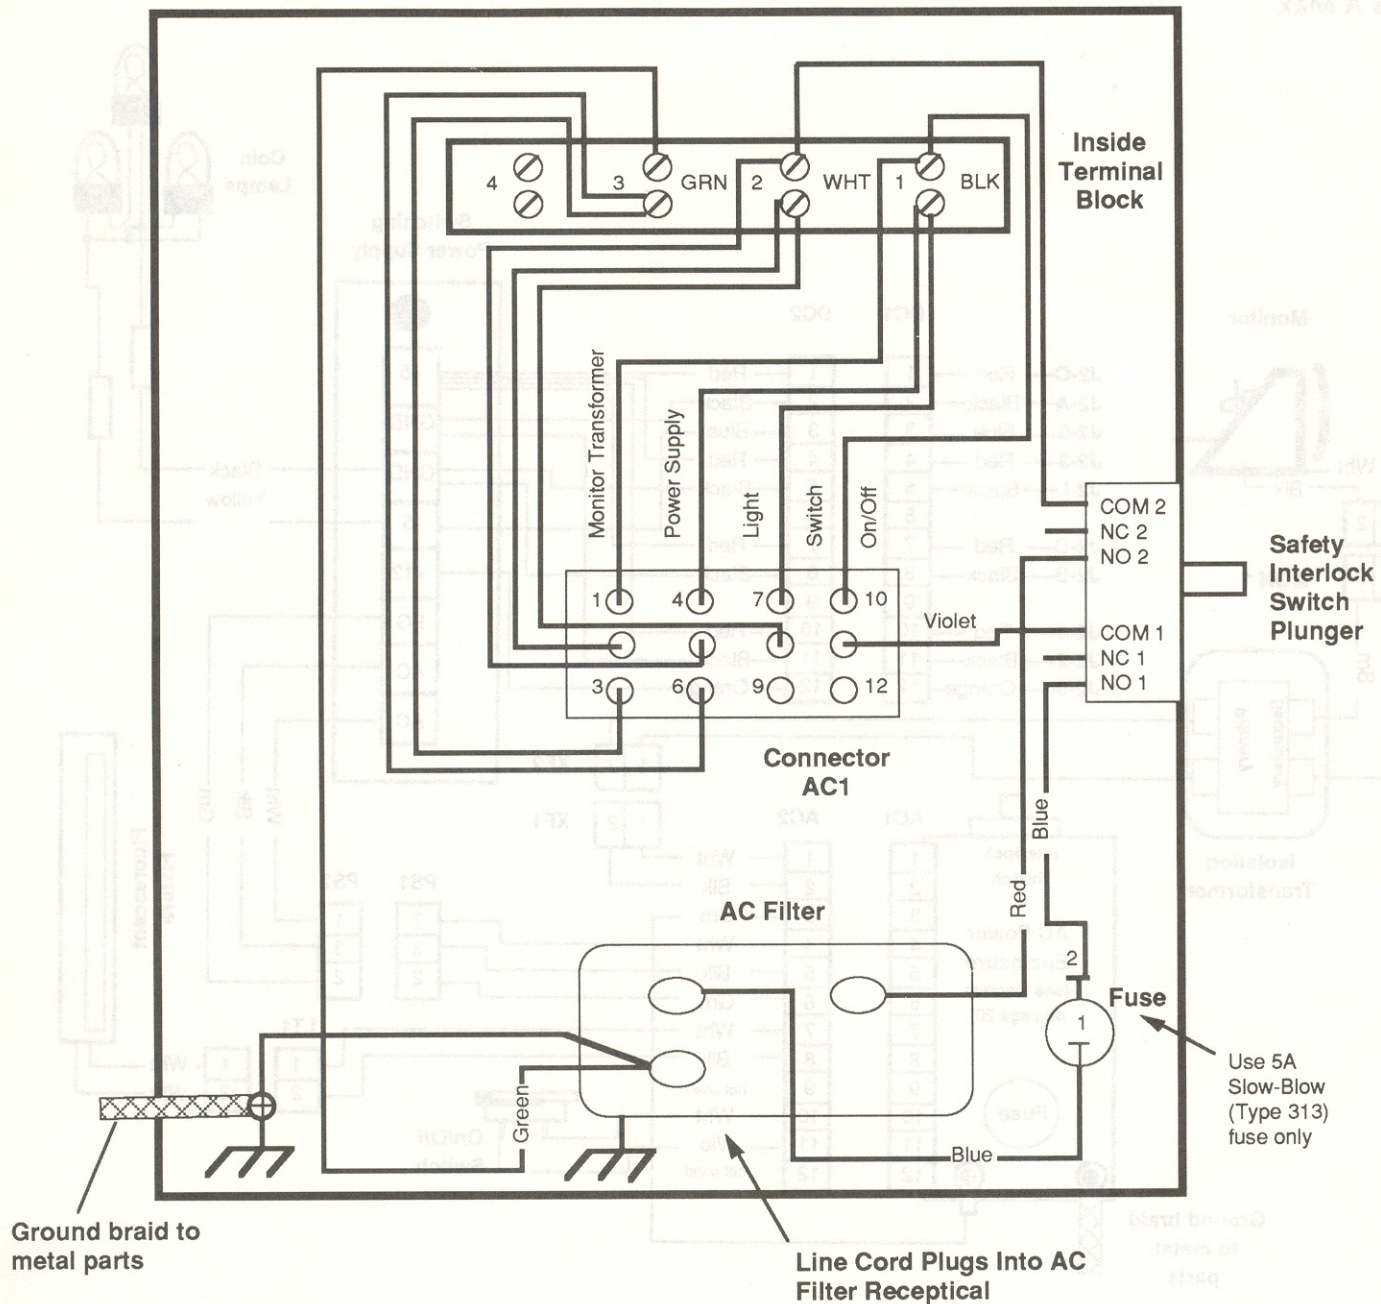 Inside
Terminal
Block
4
3
GRN
2
WHT
1
BLK
Monitor Transformer
Power Supply
Light
Switch
On/Off
COM 2
NC 2
NO 2
COM 1
NC 1
NO 1
Safety
Interlock
Switch
Plunger
1
4
7
10
Violet
3
6
9
12
Connector
AC1
Blue
Red
AC Filter
2
Fuse
1
Use 5A
Slow-Blow
(Type 313)
fuse only
Green
Blue
Ground braid to
metal parts
Line Cord Plugs Into AC
Filter Receptical